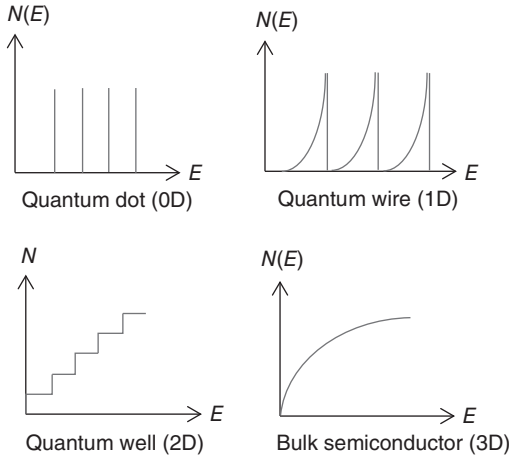 N(E)
E
Quantum dot (0D)
N(E)
E
Quantum wire (1D)
N
E
Quantum well (2D)
N(E)
E
Bulk semiconductor (3D)